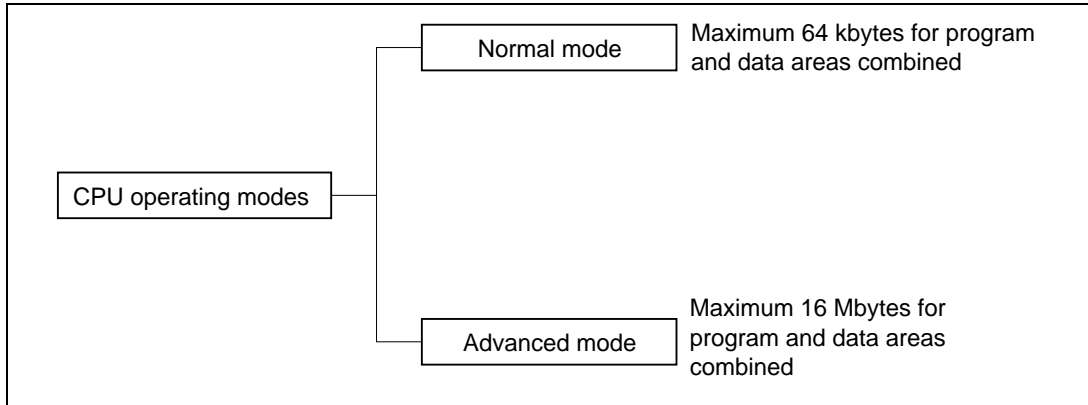 Normal mode
Maximum 64 kbytes for program
and data areas combined
CPU operating modes
Advanced mode
Maximum 16 Mbytes for
program and data areas
combined